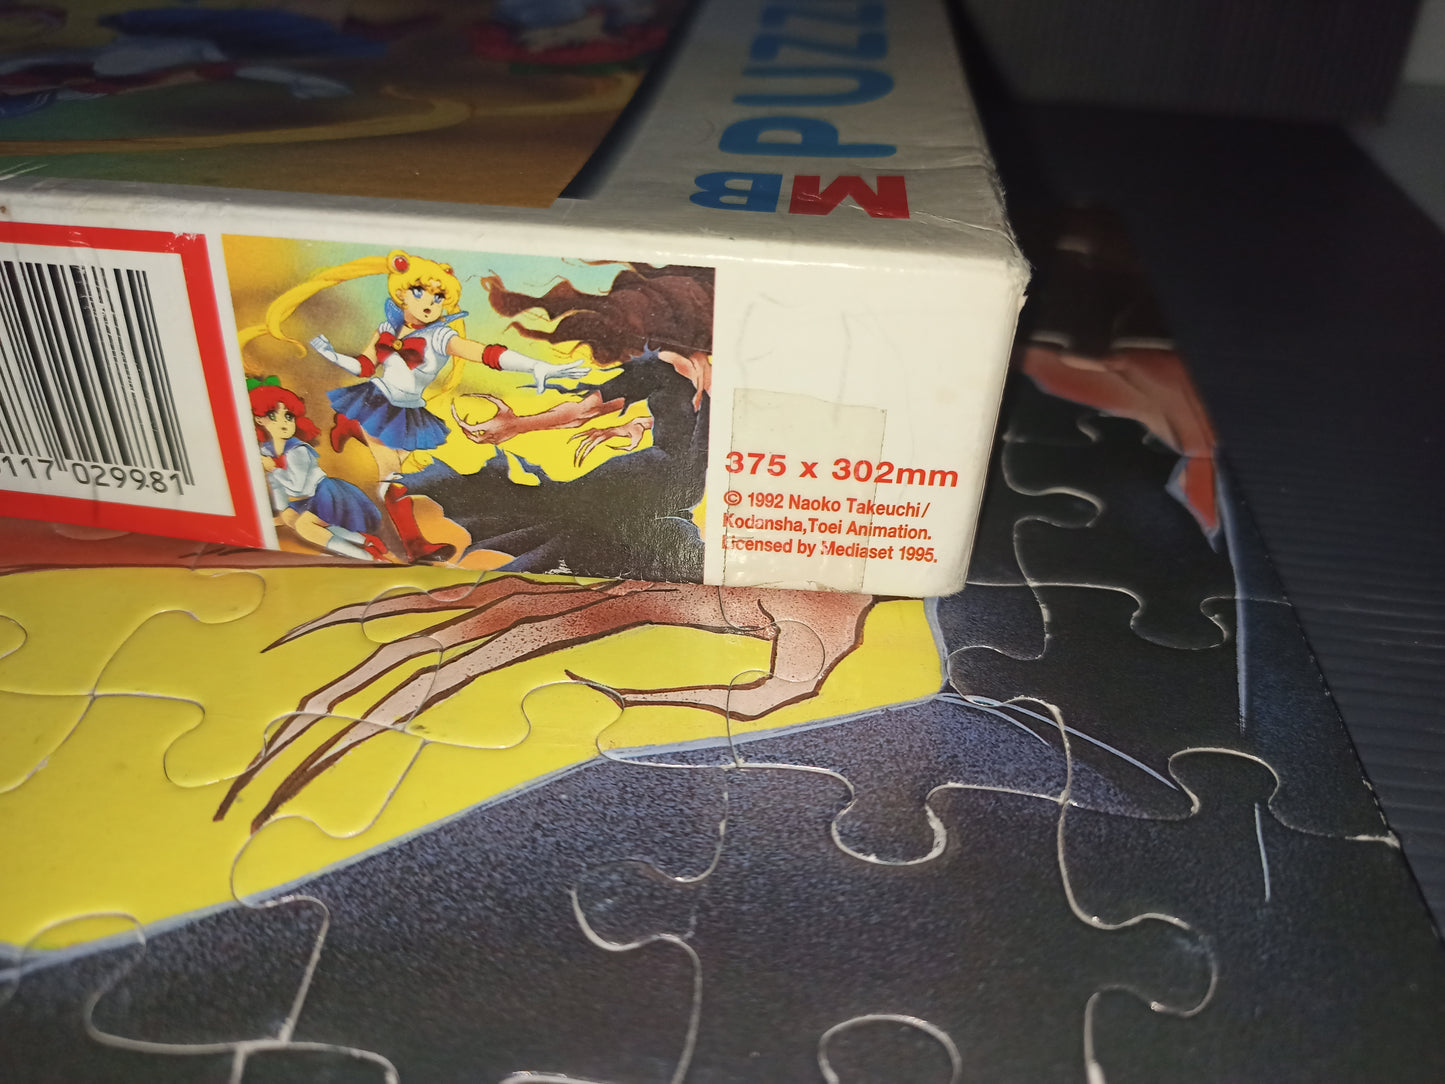 MB PUZZ
117 029981
375 x 302mm
© 1992 Naoko Takeuchi/
Kodansha,Toei Animation.
Licensed by Mediaset 1995.